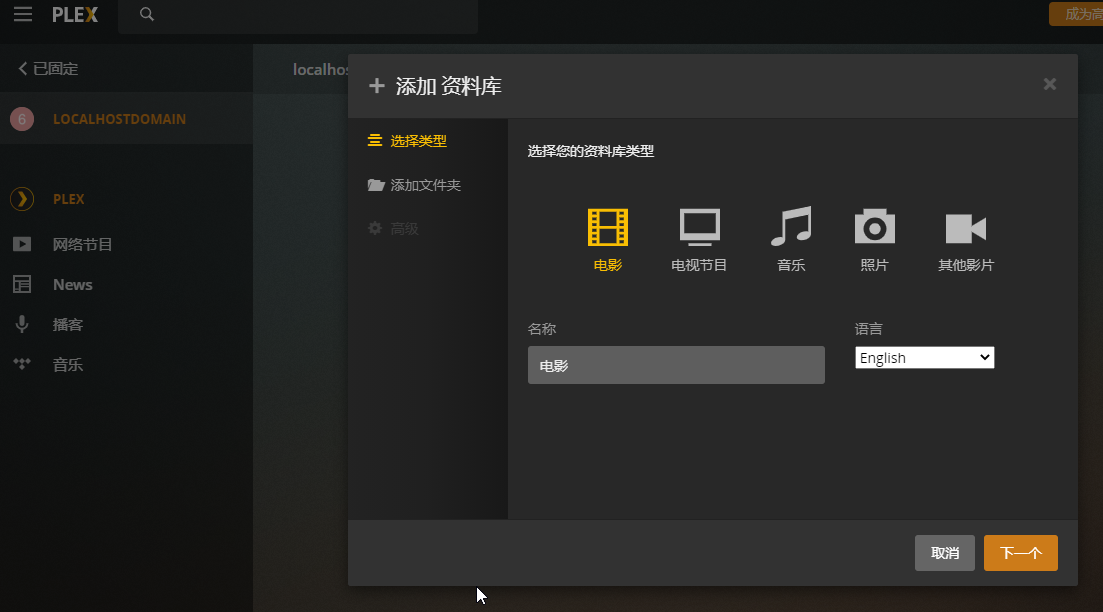 PLEX
成为高
已固定
6 LOCALHOSTDOMAIN
PLEX
网络节目
News
播客
音乐
localhos
+ 添加 资料库
选择类型
添加文件夹
高级
选择您的资料库类型
电影 电视节目 音乐 照片 其他影片
名称 语言
电影 English
取消 下一个